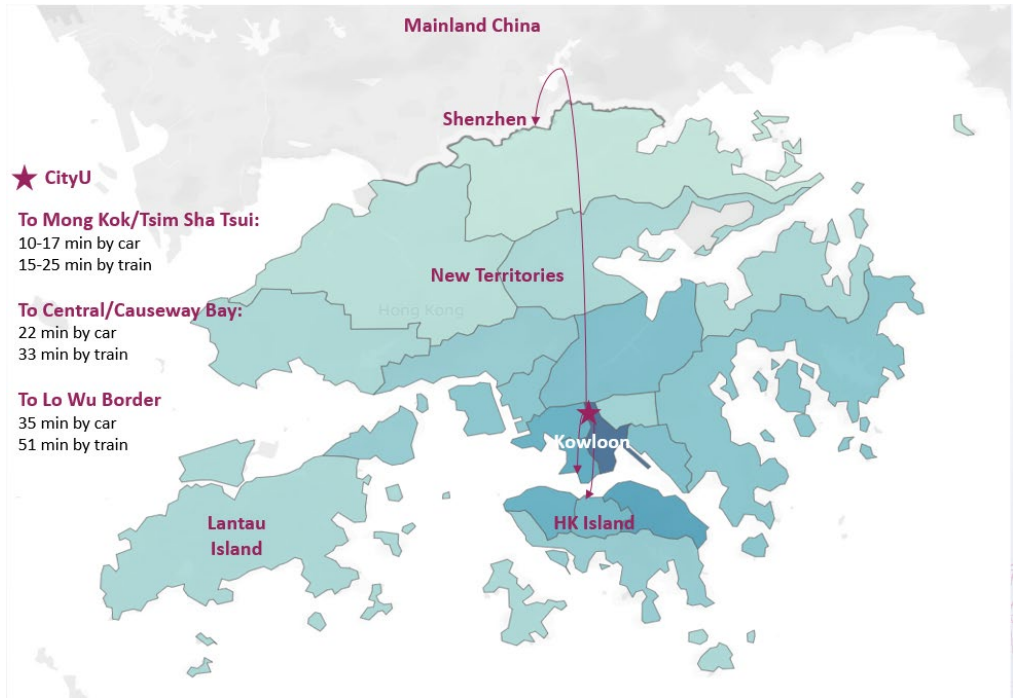 Mainland China
Shenzhen
CityU
To Mong Kok/Tsim Sha Tsui:
10-17 min by car
15-25 min by train
New Territories
Hong Kong
To Central/Causeway Bay:
22 min by car
33 min by train
To Lo Wu Border
35 min by car
51 min by train
Kowloon
Lantau
Island
HK Island